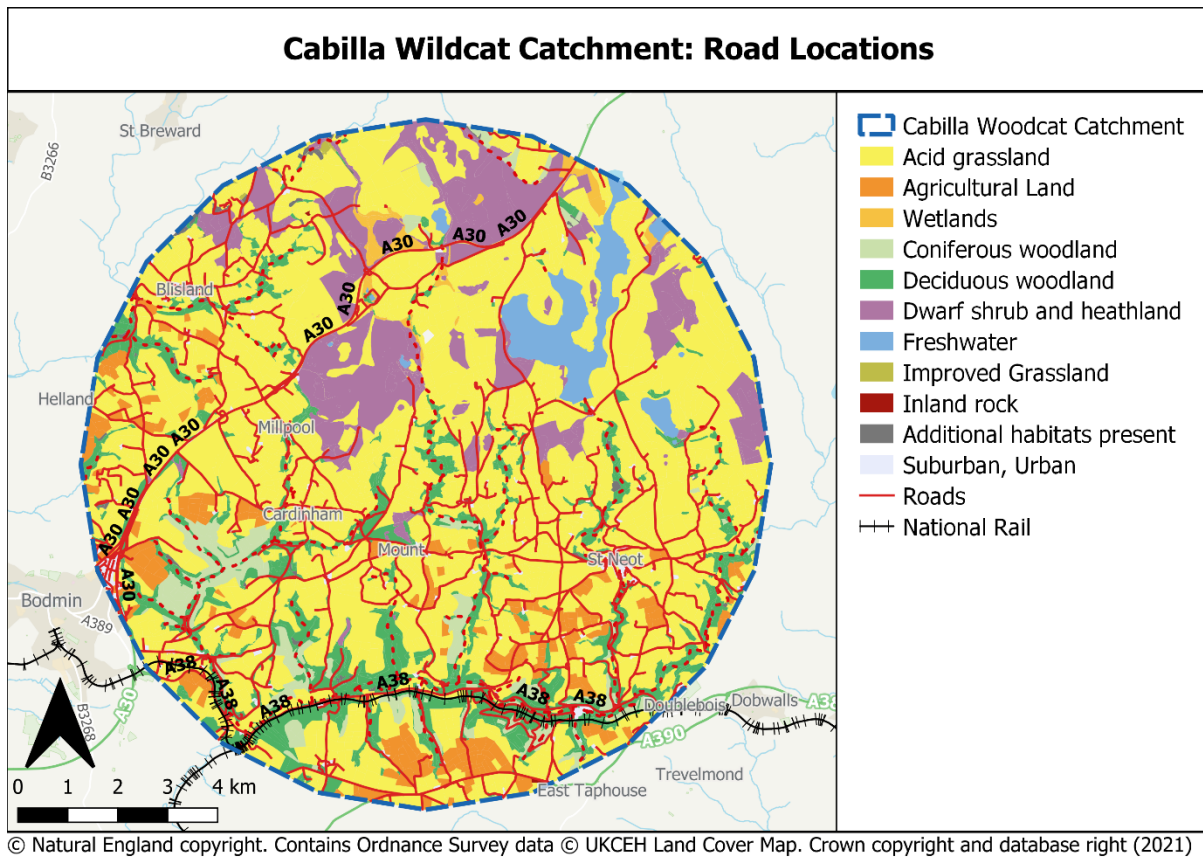 Cabilla Wildcat Catchment: Road Locations
St Breward
B3266
A30
A30
A30
A30
Blisland
A30
Helland
Millpool
A30
A30
A30
Cardinham
A30
Mount
St Neot
A30
Bodmin
A389
A38
A38
A38
A38
A38
A38
Doublebois
Dobwalls
A38
A30
B3268
A390
Trevelmond
East Taphouse
0 1 2 3 4 km
Cabilla Woodcat Catchment
Acid grassland
Agricultural Land
Wetlands
Coniferous woodland
Deciduous woodland
Dwarf shrub and heathland
Freshwater
Improved Grassland
Inland rock
Additional habitats present
Suburban, Urban
Roads
National Rail
© Natural England copyright. Contains Ordnance Survey data © UKCEH Land Cover Map. Crown copyright and database right (2021)